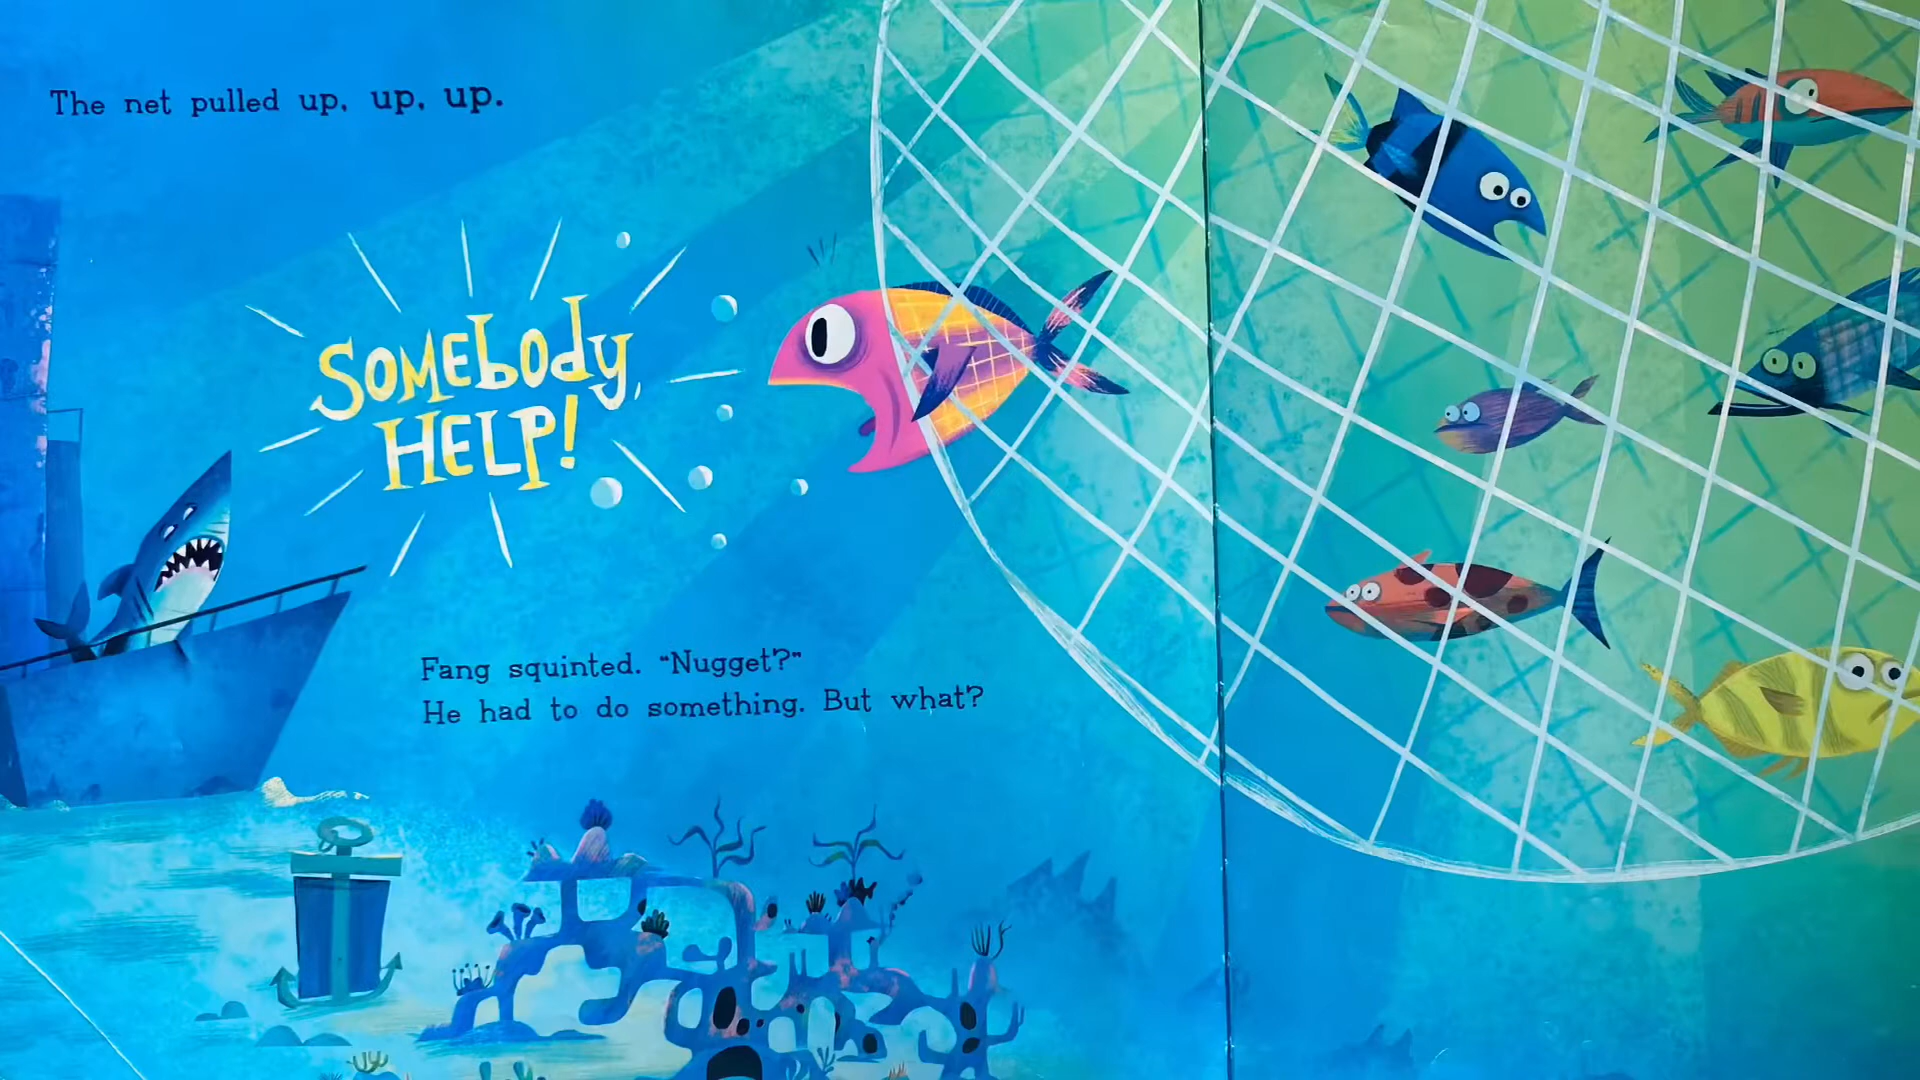 The net pulled up, up, up.
SOMEBODY,
HELP!
Fang squinted. "Nugget?"
He had to do something. But what?